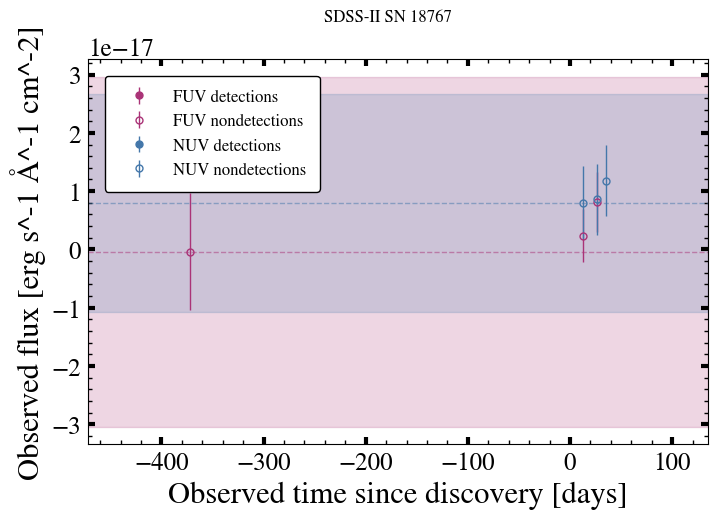 SDSS-II SN 18767
1e−17
FUV detections
FUV nondetections
NUV detections
NUV nondetections
3
2
1
0
−1
−2
−3
Observed flux [erg s^-1 Å^-1 cm^-2]
−400 −300 −200 −100 0 100
Observed time since discovery [days]